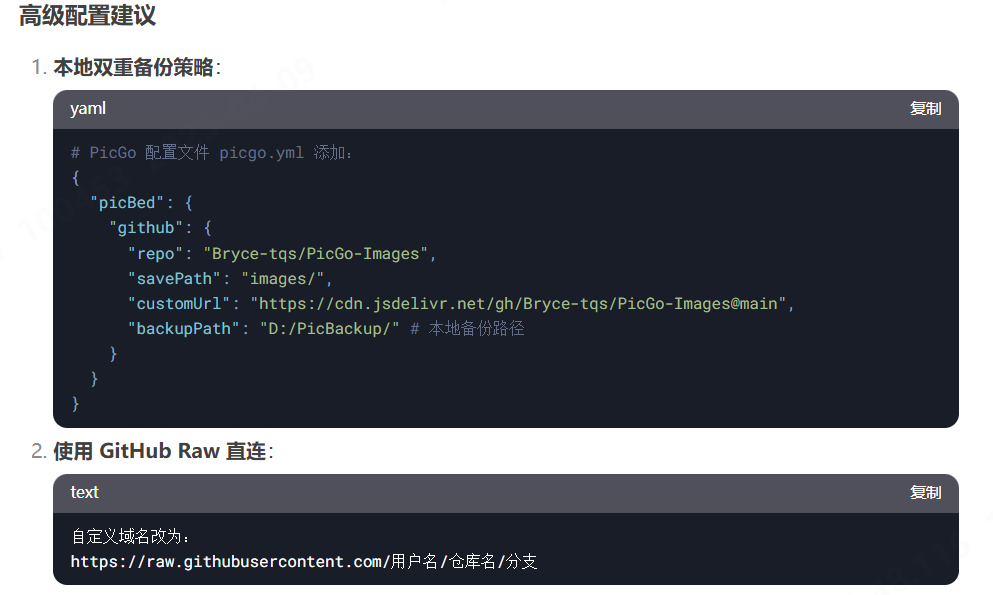 高级配置建议
1. 本地双重备份策略：
yaml 复制
# PicGo 配置文件 picgo.yml 添加：
{
"picBed": {
"github": {
"repo": "Bryce-tqs/PicGo-Images",
"savePath": "images/",
"customUrl": "https://cdn.jsdelivr.net/gh/Bryce-tqs/PicGo-Images@main",
"backupPath": "D:/PicBackup/" # 本地备份路径
}
}
}
2. 使用 GitHub Raw 直连：
text 复制
自定义域名改为：
https://raw.githubusercontent.com/用户名/仓库名/分支